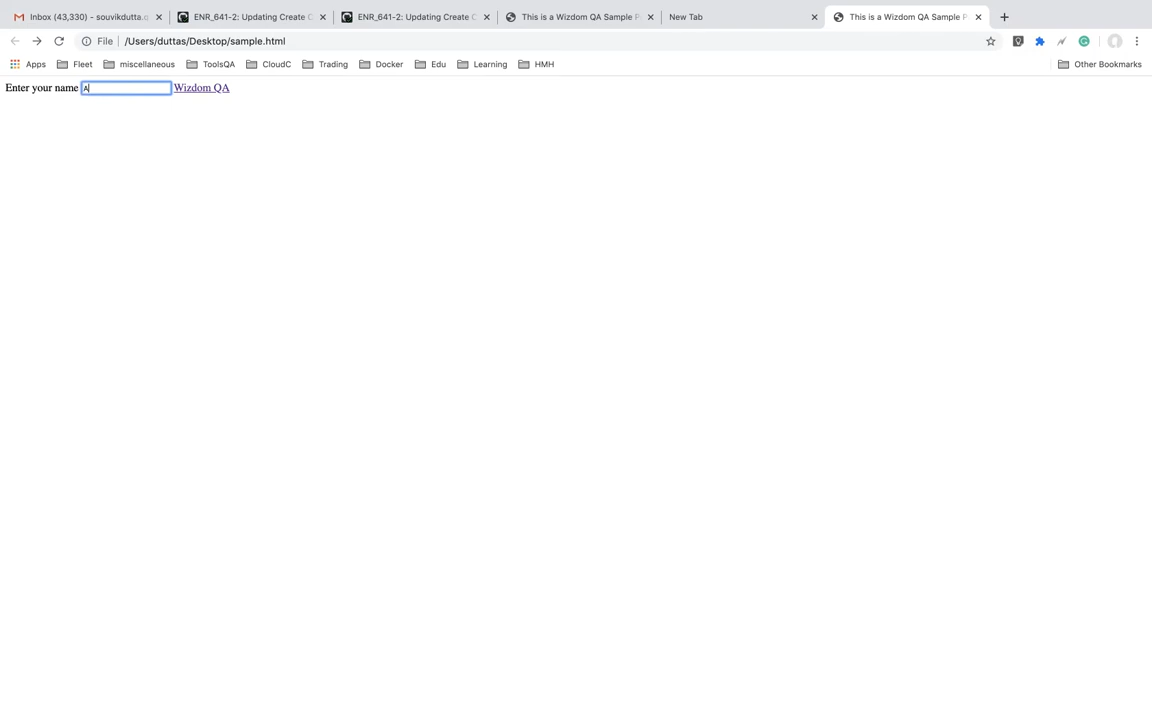 Inbox (43,330) - souvikdutta.q
ENR_641-2: Updating Create C
ENR_641-2: Updating Create C
This is a Wizdom QA Sample P
New Tab
This is a Wizdom QA Sample P
File /Users/duttas/Desktop/sample.html
Apps Fleet miscellaneous ToolsQA CloudC Trading Docker Edu Learning HMH Other Bookmarks
Enter your name A Wizdom QA